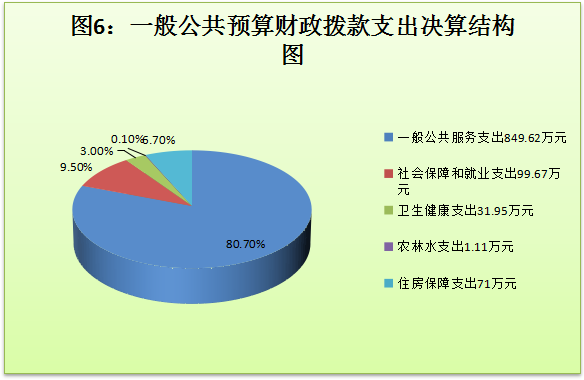 图6：一般公共预算财政拨款支出决算结构
图
0.10%
6.70%
3.00%
9.50%
80.70%
一般公共服务支出849.62万元
社会保障和就业支出99.67万
元
卫生健康支出31.95万元
农林水支出1.11万元
住房保障支出71万元